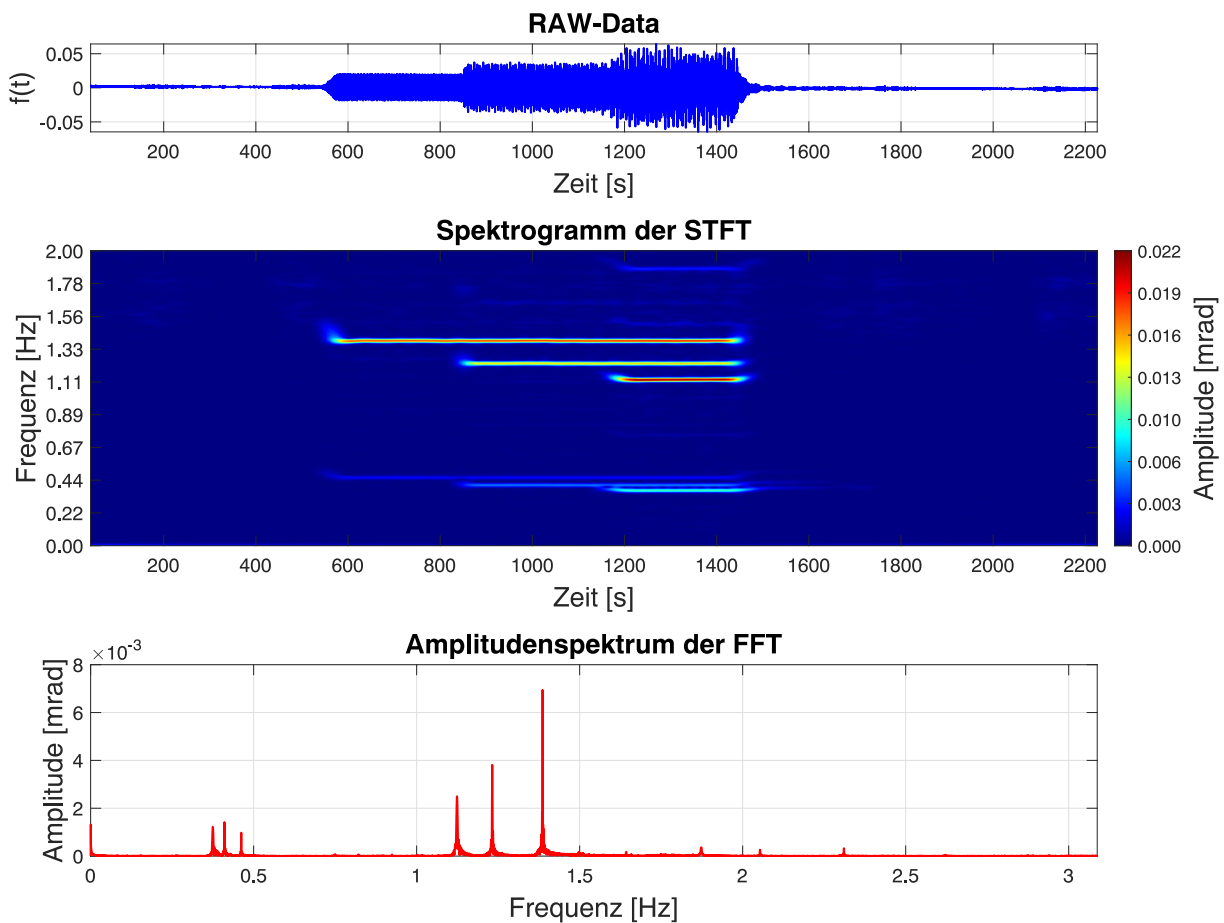 RAW-Data
0.05
0
-0.05
f(t)
200 400 600 800 1000 1200 1400 1600 1800 2000 2200
Zeit [s]
Spektrogramm der STFT
2.00
1.78
1.56
1.33
1.11
0.89
0.67
0.44
0.22
0.00
Frequenz [Hz]
200 400 600 800 1000 1200 1400 1600 1800 2000 2200
Zeit [s]
0.022
0.019
0.016
0.013
0.010
0.006
0.003
0.000
Amplitude [mrad]
Amplitudenspektrum der FFT
×10⁻³
8
6
4
2
0
Amplitude [mrad]
0 0.5 1 1.5 2 2.5 3
Frequenz [Hz]